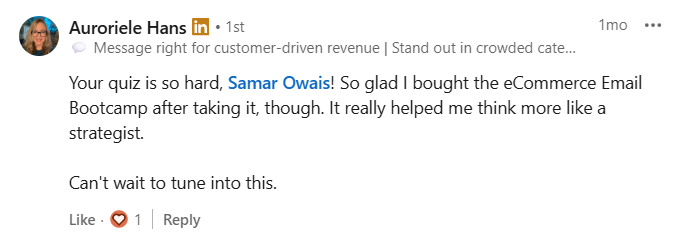 Auroriele Hans in • 1st
1mo •••
Message right for customer-driven revenue | Stand out in crowded cate...
Your quiz is so hard, Samar Owais! So glad I bought the eCommerce Email
Bootcamp after taking it, though. It really helped me think more like a
strategist.
Can't wait to tune into this.
Like · 1 | Reply